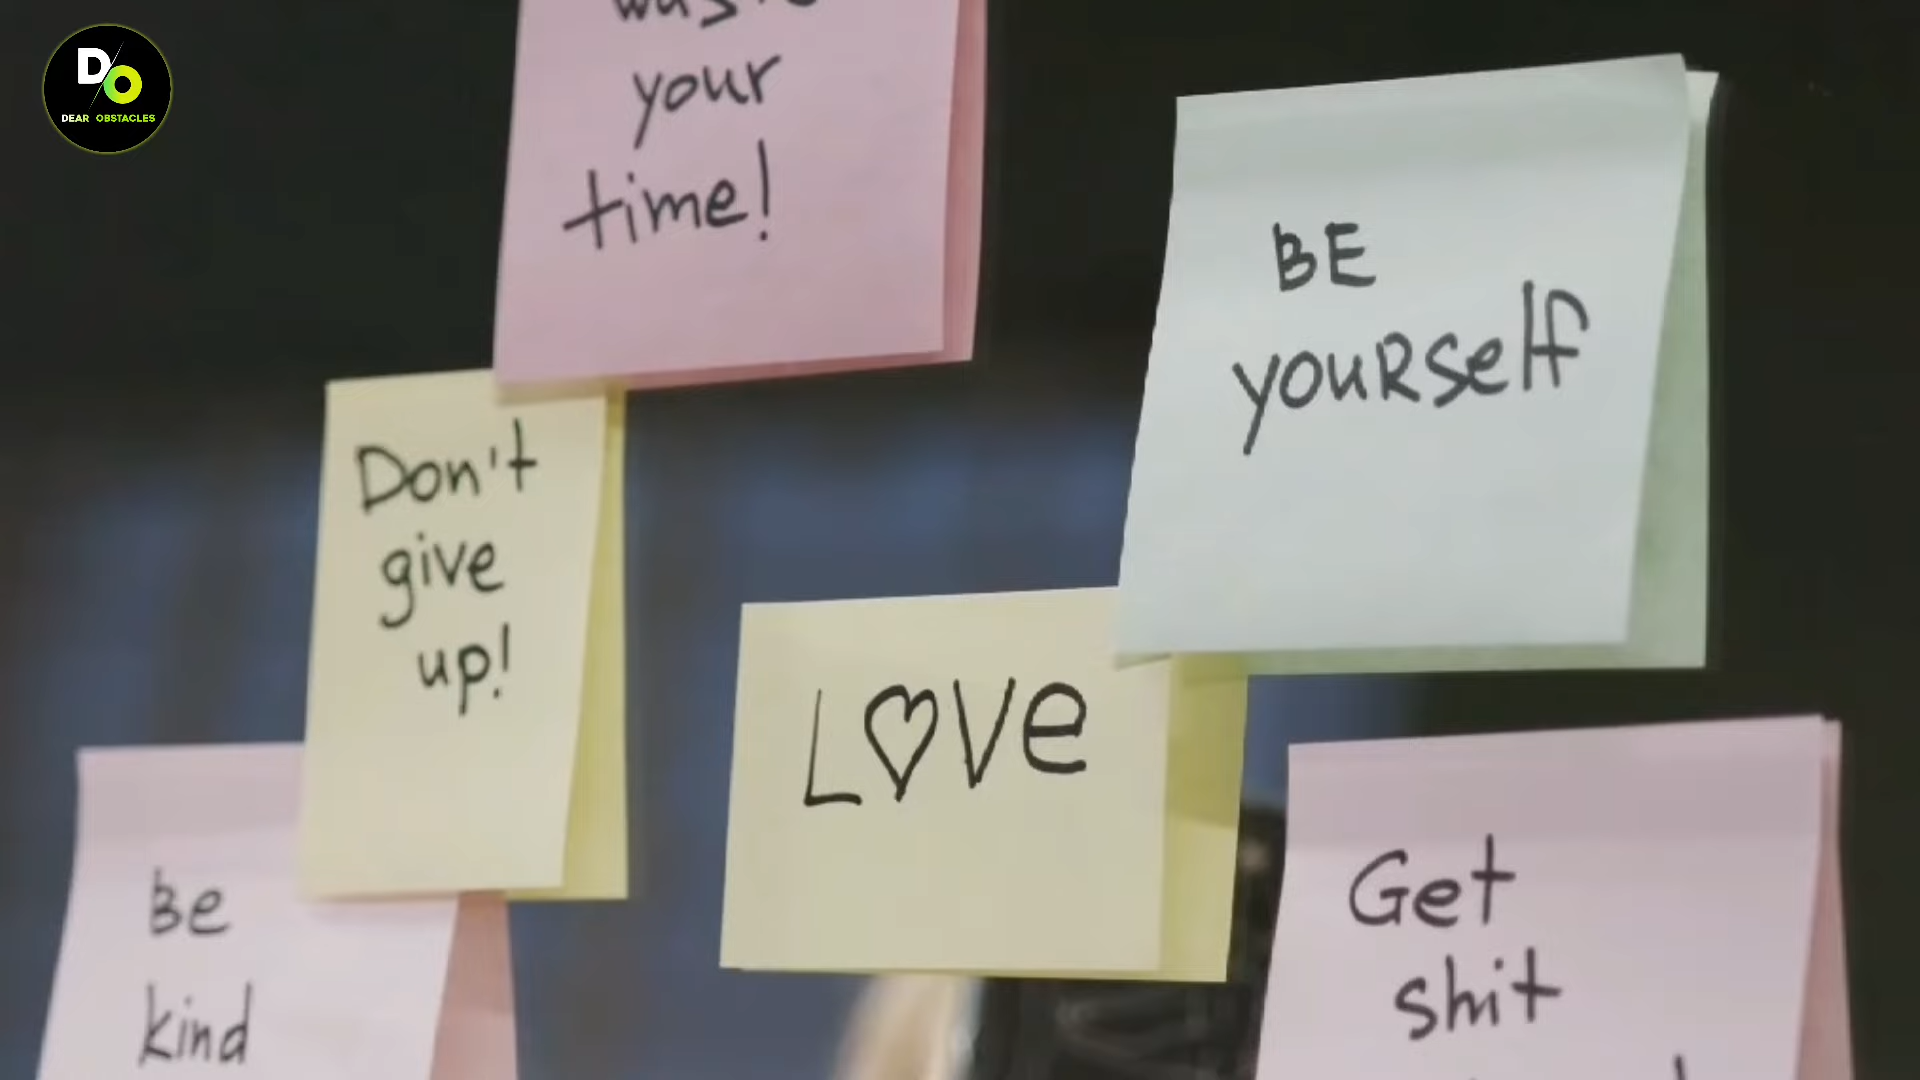 DO
DEAR OBSTACLES
your
time!
BE
yourself
Don't
give
up!
LOVe
Be
kind
Get
shit